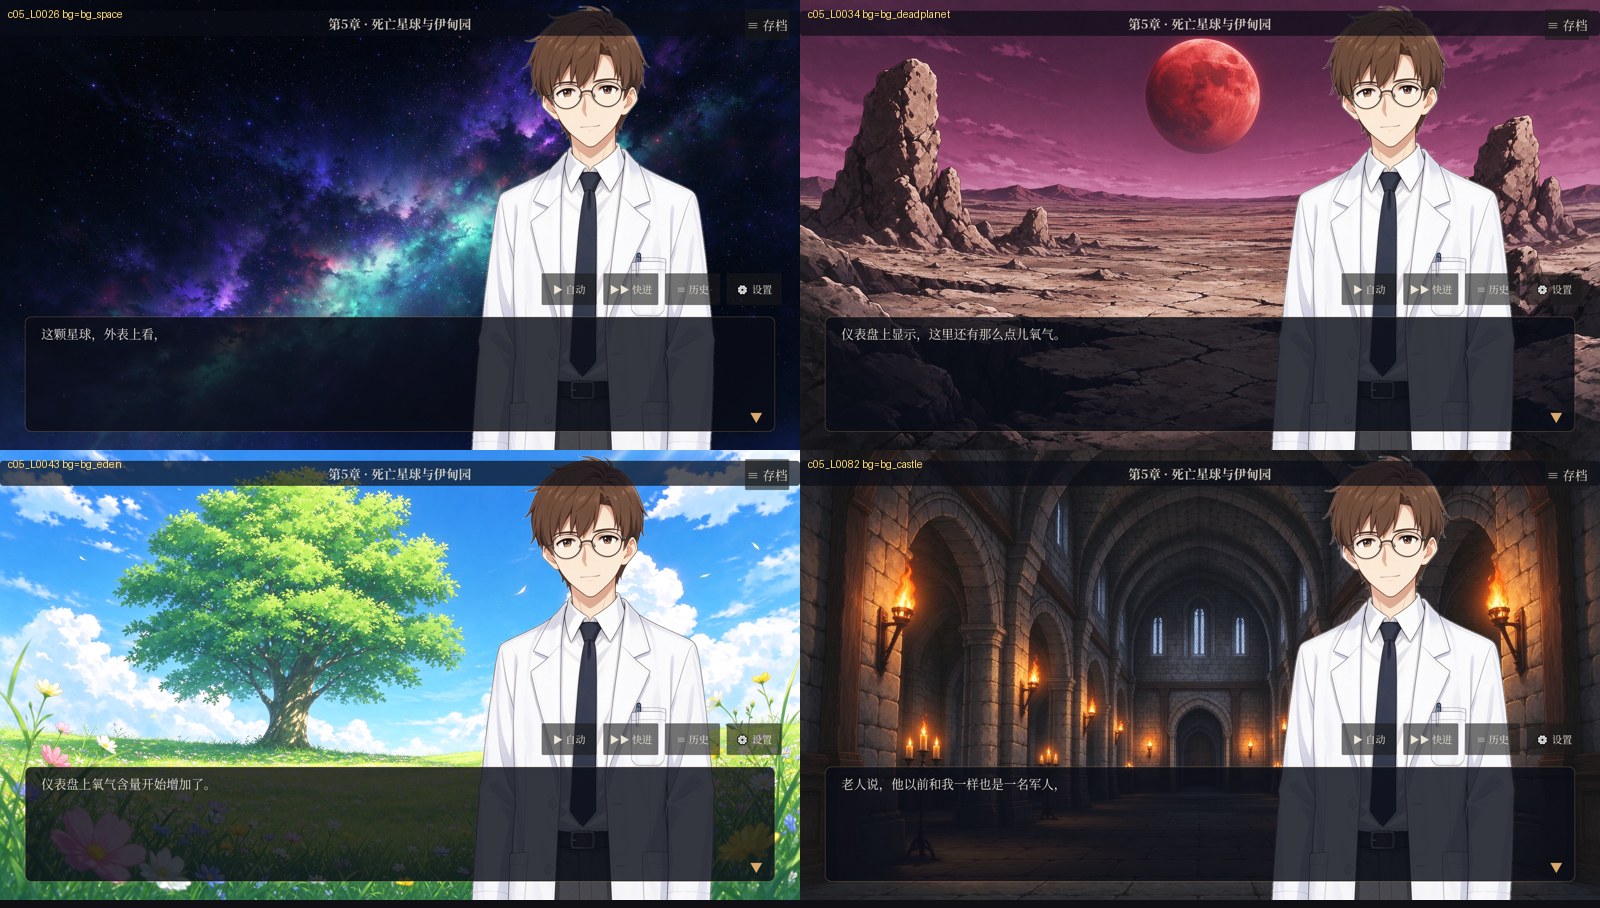 c05_L0026 bg=bg_space
第5章 · 死亡星球与伊甸园
≡ 存档
▶ 自动
▶▶ 快进
≡ 历史
设置
这颗星球，外表上看，
c05_L0034 bg=bg_deadplanet
第5章 · 死亡星球与伊甸园
≡ 存档
▶ 自动
▶▶ 快进
≡ 历史
设置
仪表盘上显示，这里还有那么点儿氧气。
c05_L0043 bg=bg_eden
第5章 · 死亡星球与伊甸园
≡ 存档
▶ 自动
▶▶ 快进
≡ 历史
设置
仪表盘上氧气含量开始增加了。
c05_L0082 bg=bg_castle
第5章 · 死亡星球与伊甸园
≡ 存档
▶ 自动
▶▶ 快进
≡ 历史
设置
老人说，他以前和我一样也是一名军人，